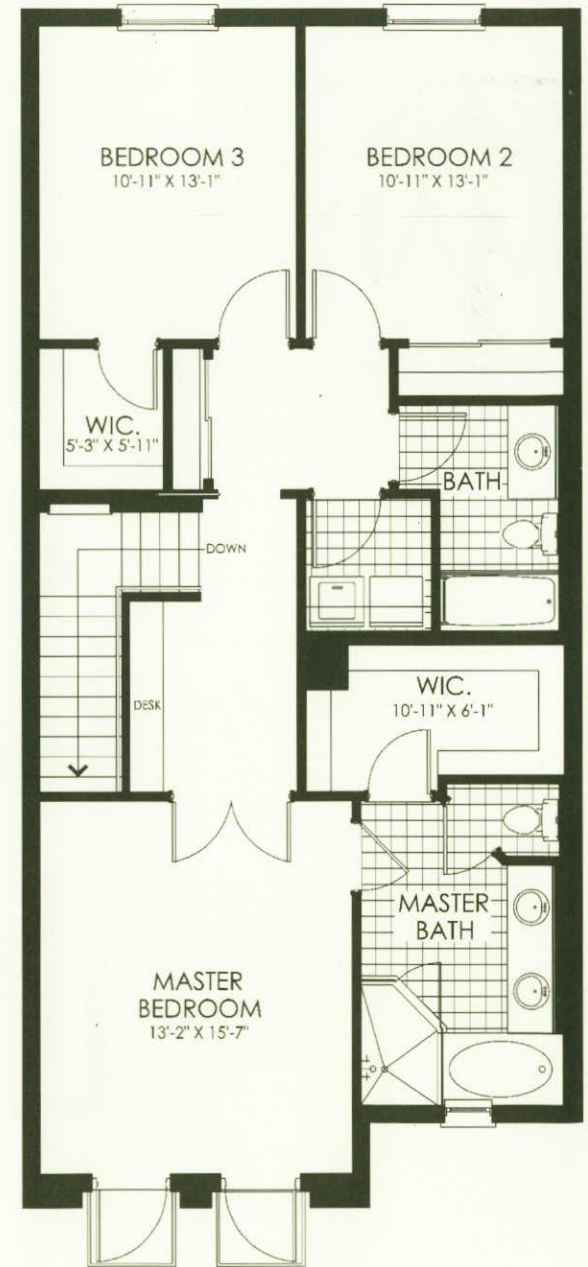 BEDROOM 3
10'-11" X 13'-1"
BEDROOM 2
10'-11" X 13'-1"
WIC.
5'-3" X 5'-11"
BATH
DOWN
DESK
WIC.
10'-11" X 6'-1"
MASTER
BATH
MASTER
BEDROOM
13'-2" X 15'-7"